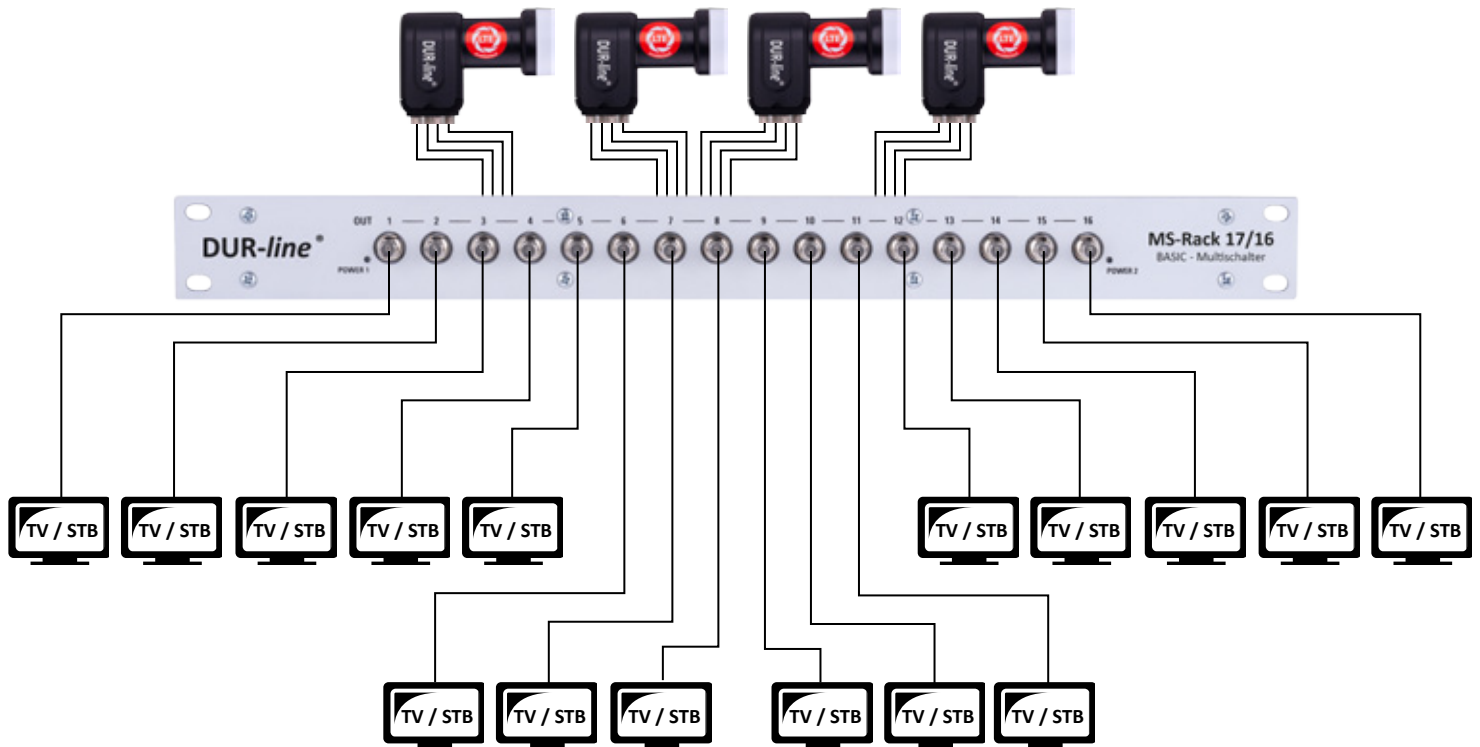 LTE LTE LTE LTE
DUR-line® DUR-line® DUR-line® DUR-line®
OUT 1 2 3 4 5 6 7 8 9 10 11 12 13 14 15 16
DUR-line®
POWER 1
MS-Rack 17/16
BASIC - Multischalter
POWER 2
TV / STB TV / STB TV / STB TV / STB TV / STB TV / STB TV / STB TV / STB TV / STB TV / STB
TV / STB TV / STB TV / STB TV / STB TV / STB TV / STB